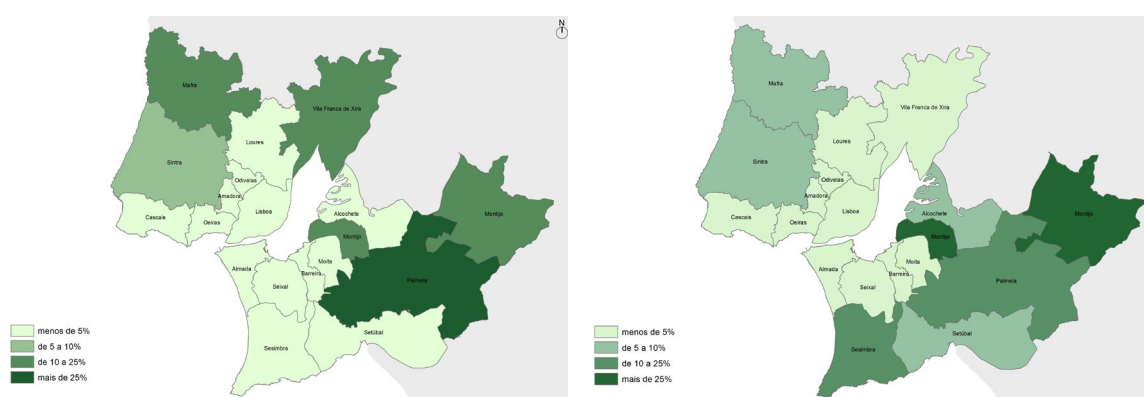 N
Mafra
Vila Franca de Xira
Sintra
Loures
Odivelas
Amadora
Cascais
Oeiras
Lisboa
Alcochete
Montijo
Montijo
Almada
Moita
Barreiro
Seixal
Palmela
Setúbal
Sesimbra
menos de 5%
de 5 a 10%
de 10 a 25%
mais de 25%
Mafra
Vila Franca de Xira
Sintra
Loures
Odivelas
Amadora
Cascais
Oeiras
Lisboa
Alcochete
Montijo
Montijo
Almada
Moita
Barreiro
Seixal
Palmela
Setúbal
Sesimbra
menos de 5%
de 5 a 10%
de 10 a 25%
mais de 25%